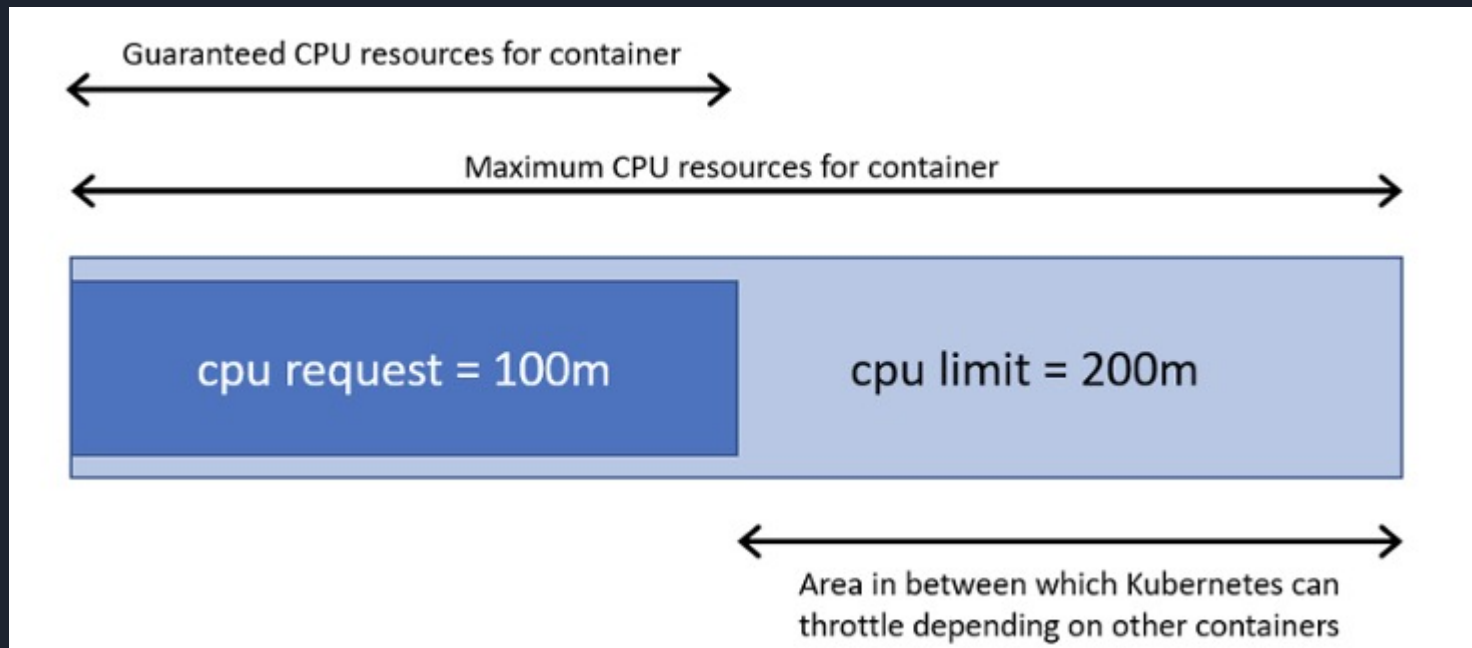 Guaranteed CPU resources for container
Maximum CPU resources for container
cpu request = 100m
cpu limit = 200m
Area in between which Kubernetes can
throttle depending on other containers